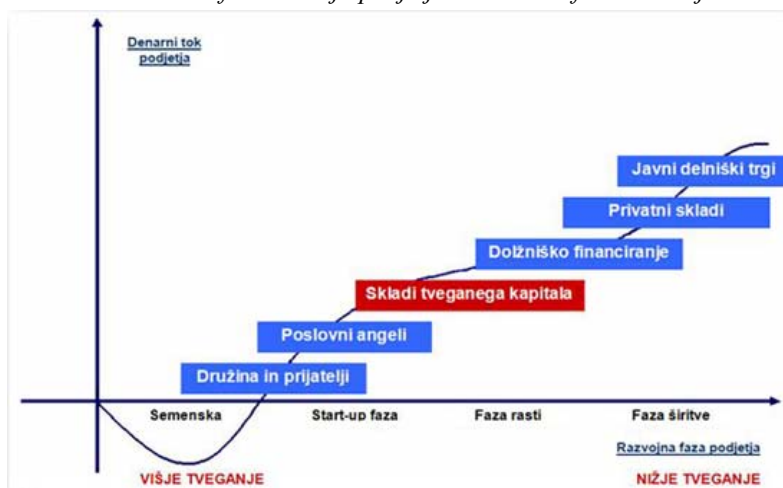 Denarni tok
podjetja
Javni delniški trgi
Privatni skladi
Dolžniško financiranje
Skladi tveganega kapitala
Poslovni angeli
Družina in prijatelji
Semenska
Start-up faza
Faza rasti
Faza širitve
Razvojna faza podjetja
VIŠJE TVEGANJE
NIŽJE TVEGANJE